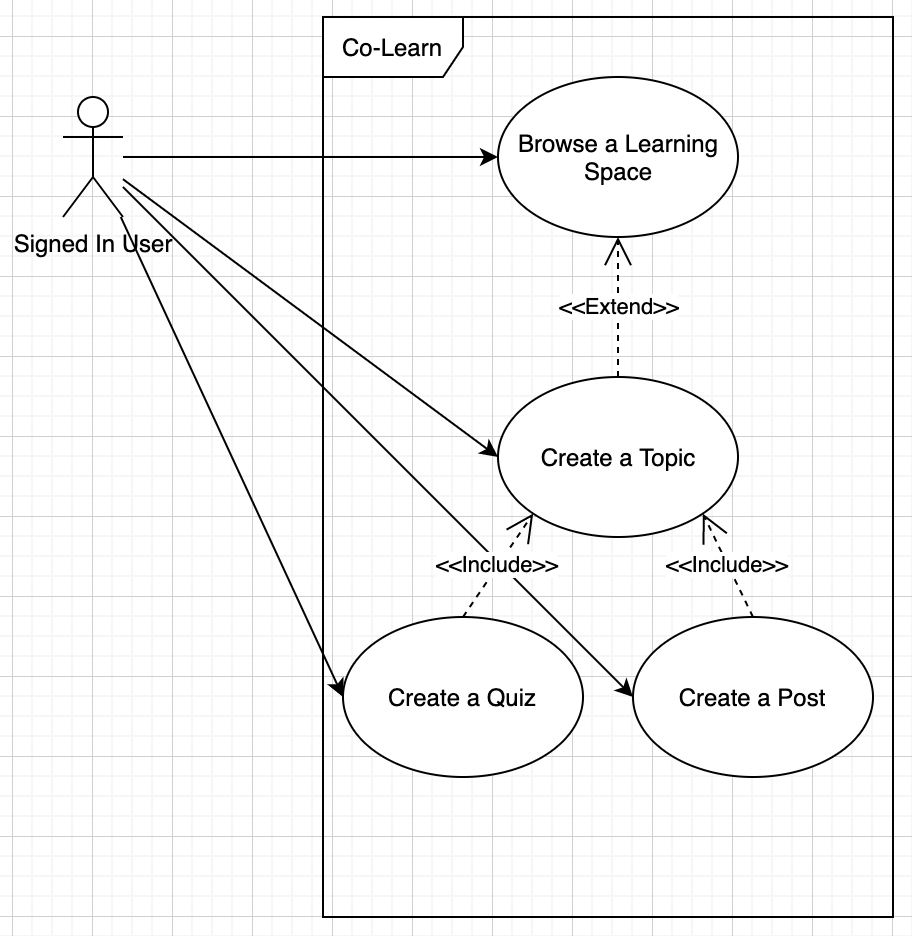 Co-Learn
Browse a Learning
Space
Signed In User
<<Extend>>
Create a Topic
<<Include>>
<<Include>>
Create a Quiz
Create a Post